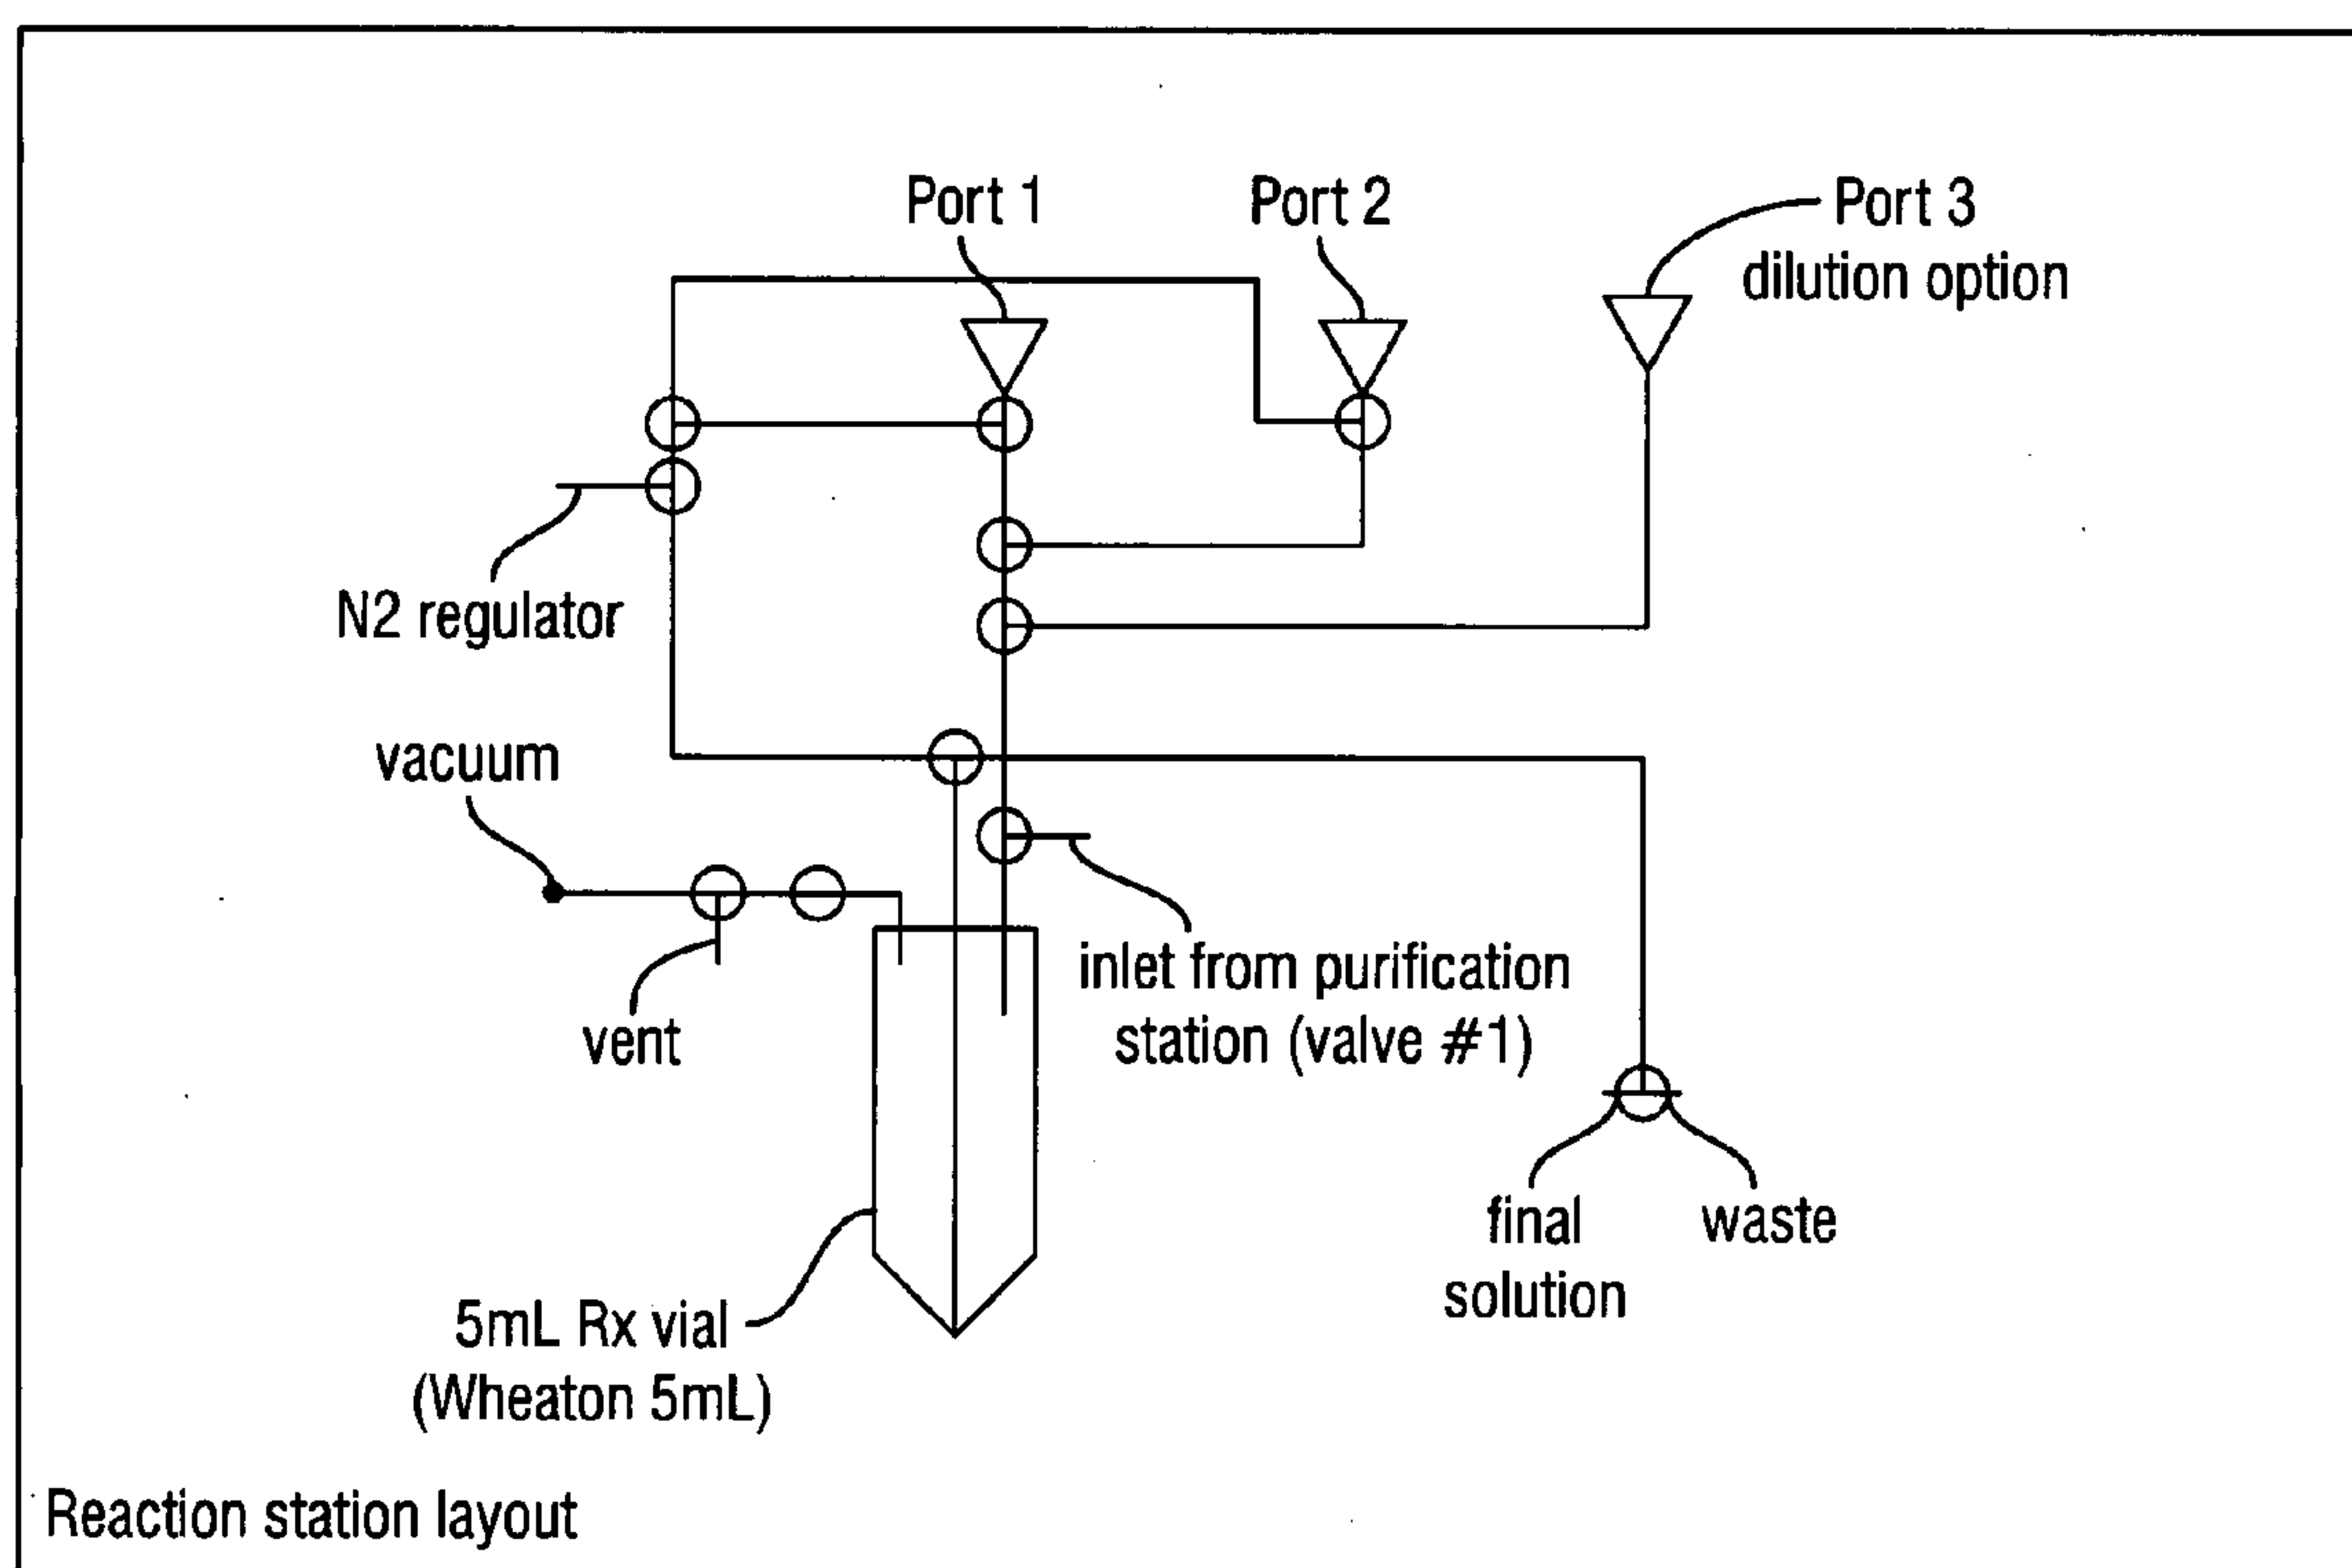 Port 1
Port 2
Port 3
dilution option
N2 regulator
vacuum
inlet from purification
station (valve #1)
vent
final
solution
waste
5mL Rx vial
(Wheaton 5mL)
Reaction station layout